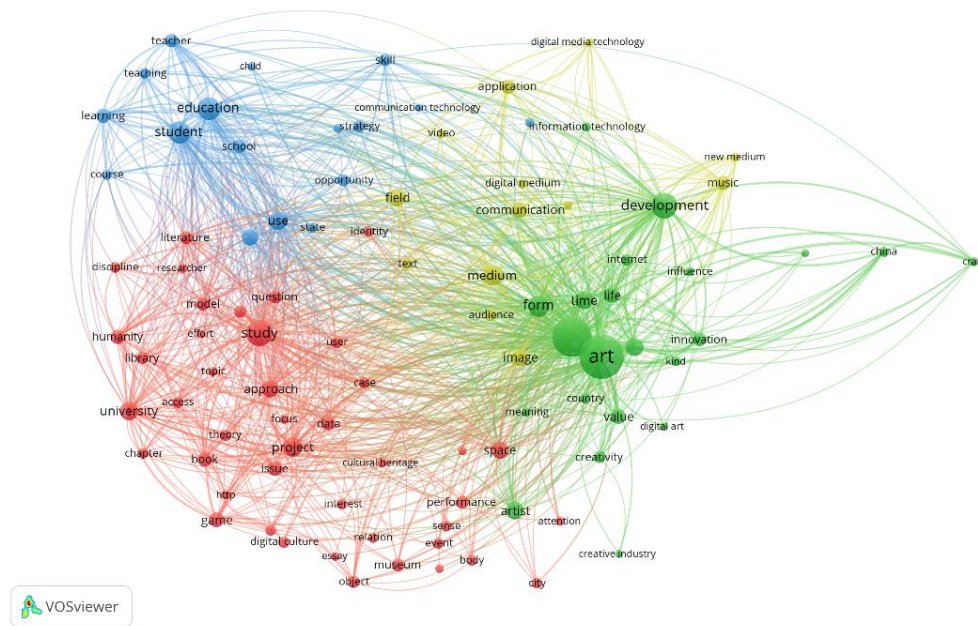 digital media technology
teacher
skill
child
teaching
application
communication technology
education
learning
strategy
information technology
student
video
school
new medium
course
opportunity
digital medium
music
field
development
communication
use
state
identity
literature
china
internet
text
crai
discipline
researcher
influence
medium
question
lime
life
model
form
audience
effort
study
humanity
user
innovation
art
image
library
kind
topic
case
approach
country
access
university
meaning
value
focus
data
digital art
theory
project
space
chapter
book
creativity
issue
cultural heritage
http
interest
performance
artist
game
attention
sense
relation
digital culture
event
creative industry
essay
body
museum
object
city
VOSviewer